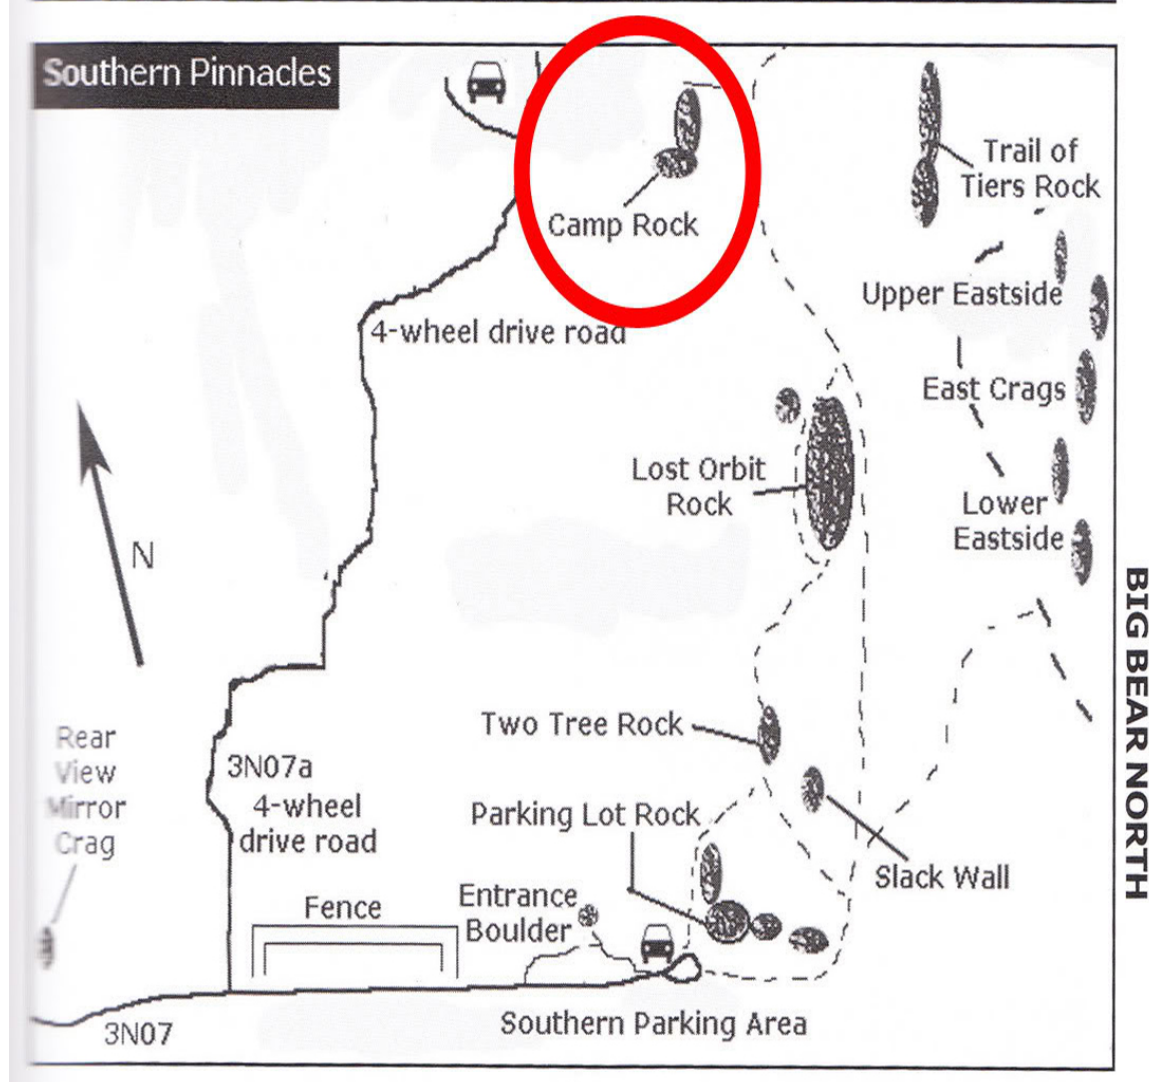 Southern Pinnacles
Trail of
Tiers Rock
Camp Rock
Upper Eastside
4-wheel drive road
East Crags
Lost Orbit
Rock
Lower
Eastside
N
BIG BEAR NORTH
Two Tree Rock
Rear
View
Mirror
Crag
3N07a
4-wheel
drive road
Parking Lot Rock
Slack Wall
Entrance
Boulder
Fence
3N07
Southern Parking Area